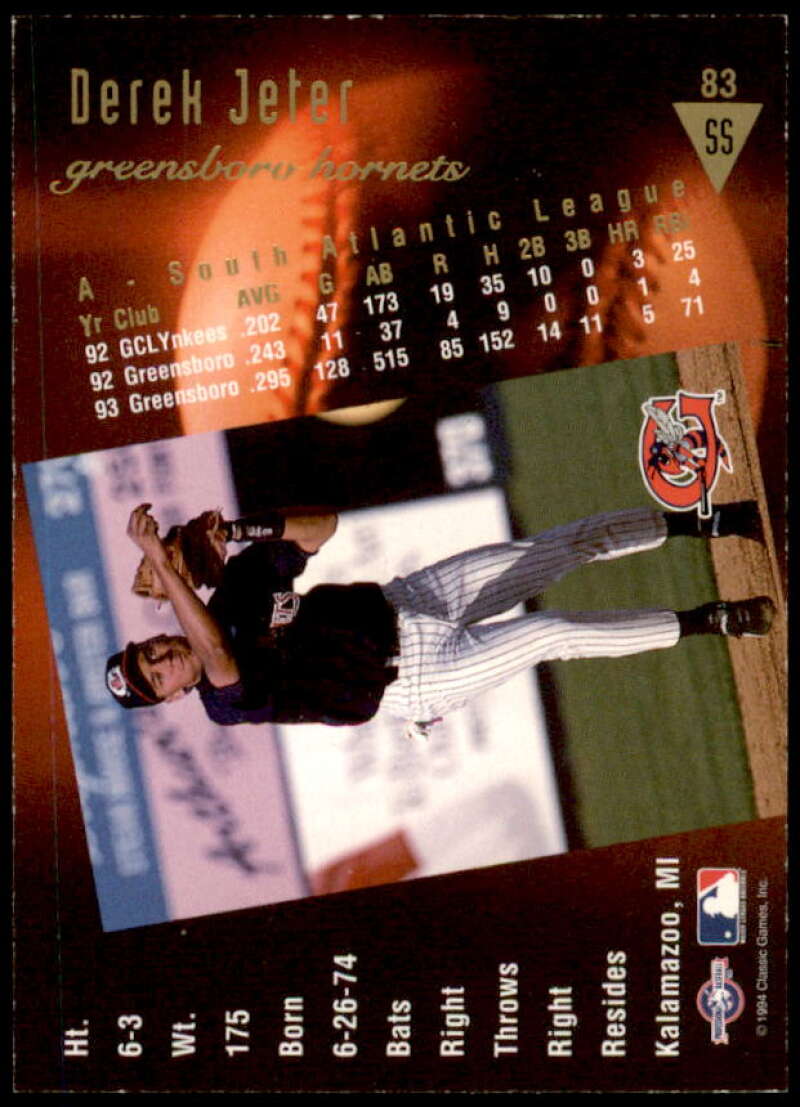 Derek Jeter
greensboro hornets
83
SS
A - South Atlantic League
Yr Club AVG G AB R H 2B 3B HR RBI
92 GCLYnkees .202 47 173 19 35 10 0 3 25
92 Greensboro .243 11 37 4 9 0 0 1 4
93 Greensboro .295 128 515 85 152 14 11 5 71
Ht.
6-3
Wt.
175
Born
6-26-74
Bats
Right
Throws
Right
Resides
Kalamazoo, MI
© 1994 Classic Games, Inc.